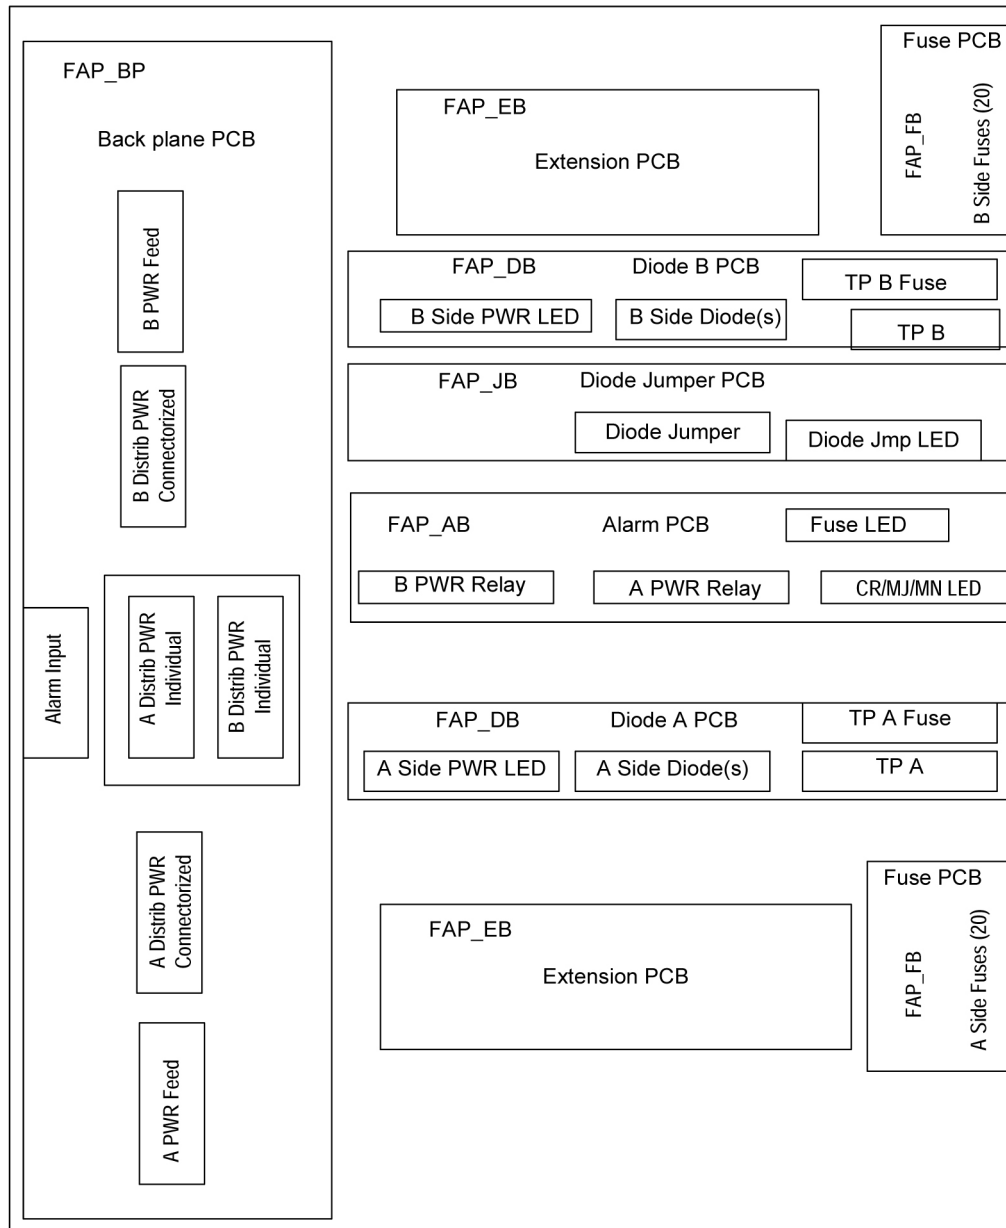 FAP_BP
Back plane PCB
B PWR Feed
B Distrib PWR
Connectorized
Alarm Input
A Distrib PWR
Individual
B Distrib PWR
Individual
A Distrib PWR
Connectorized
A PWR Feed
FAP_EB
Extension PCB
Fuse PCB
FAP_FB
B Side Fuses (20)
FAP_DB
Diode B PCB
TP B Fuse
B Side PWR LED
B Side Diode(s)
TP B
FAP_JB
Diode Jumper PCB
Diode Jumper
Diode Jmp LED
FAP_AB
Alarm PCB
Fuse LED
B PWR Relay
A PWR Relay
CR/MJ/MN LED
FAP_DB
Diode A PCB
TP A Fuse
A Side PWR LED
A Side Diode(s)
TP A
FAP_EB
Extension PCB
Fuse PCB
FAP_FB
A Side Fuses (20)